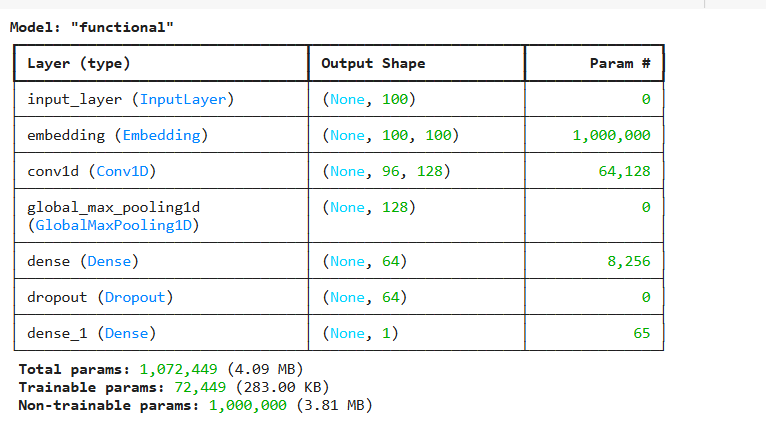 Model: "functional"
Layer (type) Output Shape Param #
input_layer (InputLayer) (None, 100) 0
embedding (Embedding) (None, 100, 100) 1,000,000
conv1d (Conv1D) (None, 96, 128) 64,128
global_max_pooling1d (None, 128) 0
(GlobalMaxPooling1D)
dense (Dense) (None, 64) 8,256
dropout (Dropout) (None, 64) 0
dense_1 (Dense) (None, 1) 65
Total params: 1,072,449 (4.09 MB)
Trainable params: 72,449 (283.00 KB)
Non-trainable params: 1,000,000 (3.81 MB)